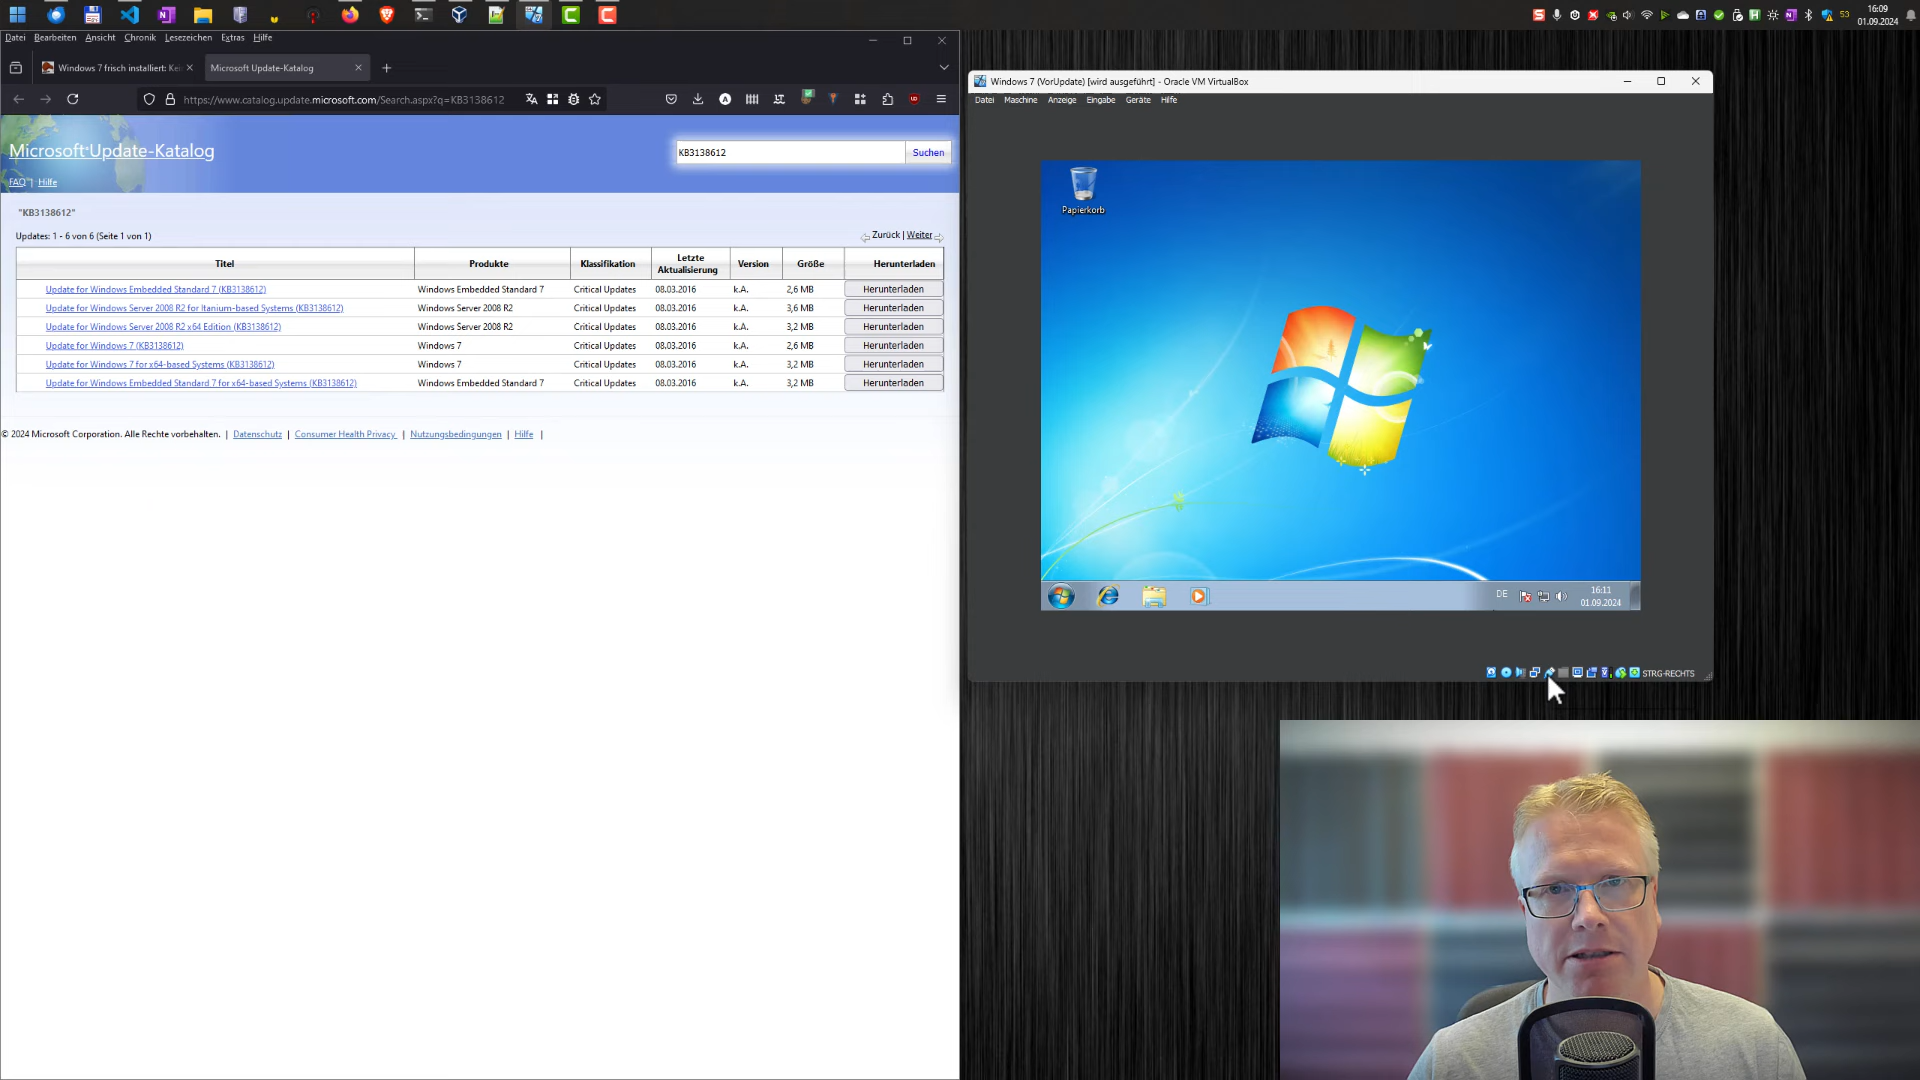 53
16:09
01.09.2024
Datei Bearbeiten Ansicht Chronik Lesezeichen Extras Hilfe
Windows 7 frisch installiert: Kei
Microsoft Update-Katalog
https://www.catalog.update.microsoft.com/Search.aspx?q=KB3138612
Microsoft Update-Katalog
KB3138612
Suchen
FAQ | Hilfe
"KB3138612"
Updates: 1 - 6 von 6 (Seite 1 von 1)
Zurück | Weiter
Titel Produkte Klassifikation Letzte Aktualisierung Version Größe Herunterladen
Update for Windows Embedded Standard 7 (KB3138612) Windows Embedded Standard 7 Critical Updates 08.03.2016 k.A. 2,6 MB Herunterladen
Update for Windows Server 2008 R2 for Itanium-based Systems (KB3138612) Windows Server 2008 R2 Critical Updates 08.03.2016 k.A. 3,6 MB Herunterladen
Update for Windows Server 2008 R2 x64 Edition (KB3138612) Windows Server 2008 R2 Critical Updates 08.03.2016 k.A. 3,2 MB Herunterladen
Update for Windows 7 (KB3138612) Windows 7 Critical Updates 08.03.2016 k.A. 2,6 MB Herunterladen
Update for Windows 7 for x64-based Systems (KB3138612) Windows 7 Critical Updates 08.03.2016 k.A. 3,2 MB Herunterladen
Update for Windows Embedded Standard 7 for x64-based Systems (KB3138612) Windows Embedded Standard 7 Critical Updates 08.03.2016 k.A. 3,2 MB Herunterladen
© 2024 Microsoft Corporation. Alle Rechte vorbehalten. | Datenschutz | Consumer Health Privacy | Nutzungsbedingungen | Hilfe |
Windows 7 (VorUpdate) [wird ausgeführt] - Oracle VM VirtualBox
Datei Maschine Anzeige Eingabe Geräte Hilfe
Papierkorb
DE
16:11
01.09.2024
STRG-RECHTS